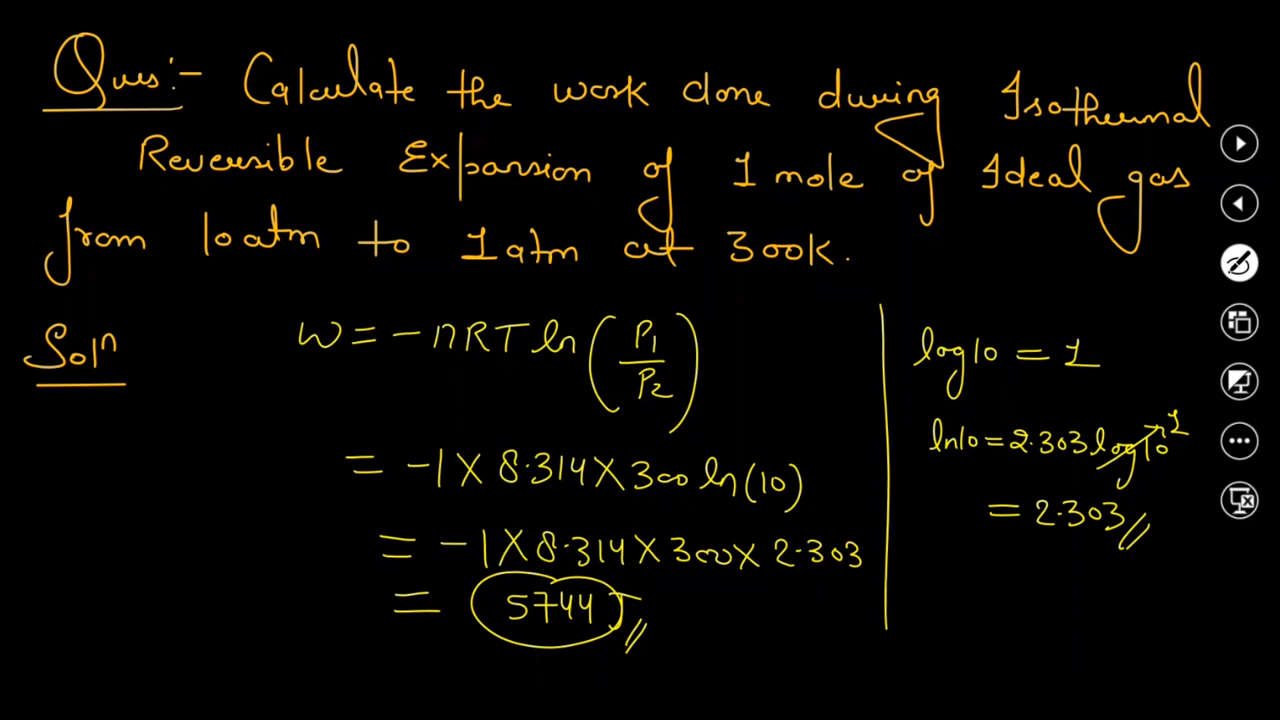 Ques:- Calculate the work done during Isothermal
Reversible Expansion of 1 mole of Ideal gas
from 10atm to 1atm at 300k.
Solⁿ
W = - nRT ln (P1/P2)
= -1 × 8.314 × 300 ln(10)
= -1 × 8.314 × 300 × 2.303
= 5744 J //
log10 = 1
ln10 = 2.303 log10 1
= 2.303 //